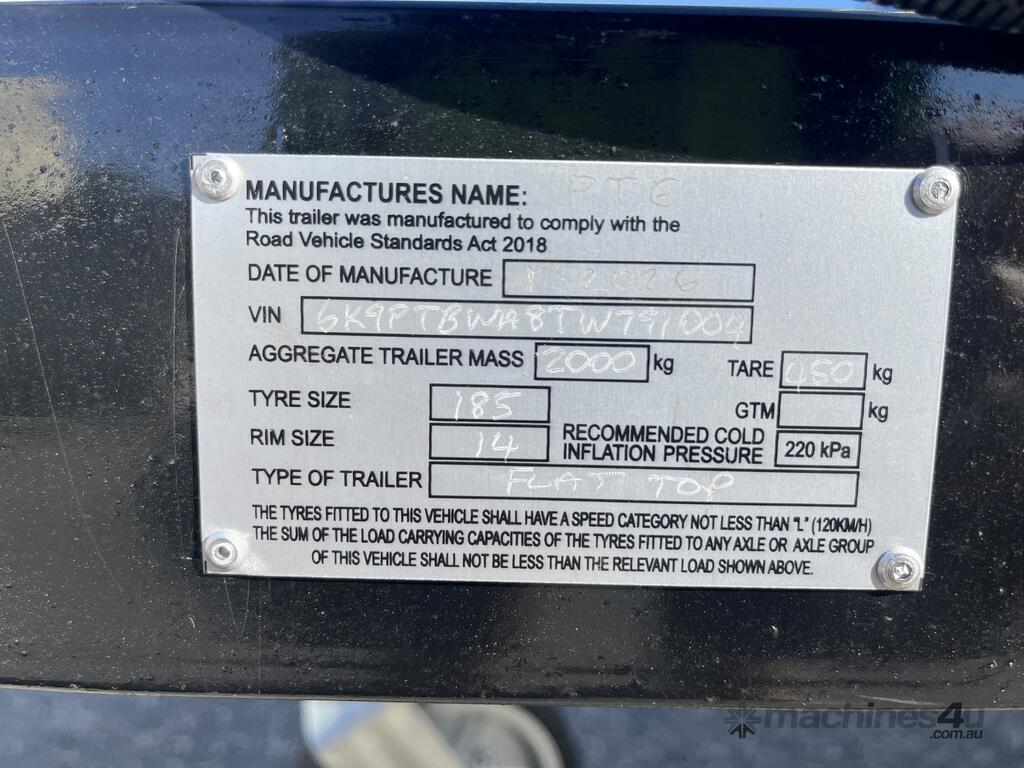 MANUFACTURES NAME: PTE
This trailer was manufactured to comply with the
Road Vehicle Standards Act 2018
DATE OF MANUFACTURE 2026
VIN 6K9PTBWA8TW791009
AGGREGATE TRAILER MASS 2000 kg TARE 450 kg
TYRE SIZE 185 GTM kg
RIM SIZE 14 RECOMMENDED COLD INFLATION PRESSURE 220 kPa
TYPE OF TRAILER FLAT TOP
THE TYRES FITTED TO THIS VEHICLE SHALL HAVE A SPEED CATEGORY NOT LESS THAN "L" (120KM/H)
THE SUM OF THE LOAD CARRYING CAPACITIES OF THE TYRES FITTED TO ANY AXLE OR AXLE GROUP
OF THIS VEHICLE SHALL NOT BE LESS THAN THE RELEVANT LOAD SHOWN ABOVE.
machines4u
.com.au